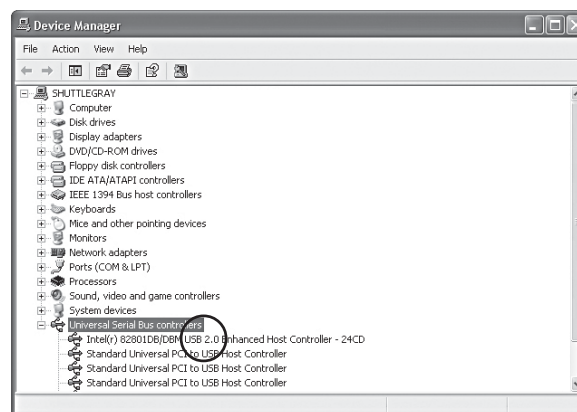 Device Manager
File Action View Help
SHUTTLEGRAY
Computer
Disk drives
Display adapters
DVD/CD-ROM drives
Floppy disk controllers
IDE ATA/ATAPI controllers
IEEE 1394 Bus host controllers
Keyboards
Mice and other pointing devices
Monitors
Network adapters
Ports (COM & LPT)
Processors
Sound, video and game controllers
System devices
Universal Serial Bus controllers
Intel(r) 82801DB/DBM USB 2.0 Enhanced Host Controller - 24CD
Standard Universal PCI to USB Host Controller
Standard Universal PCI to USB Host Controller
Standard Universal PCI to USB Host Controller